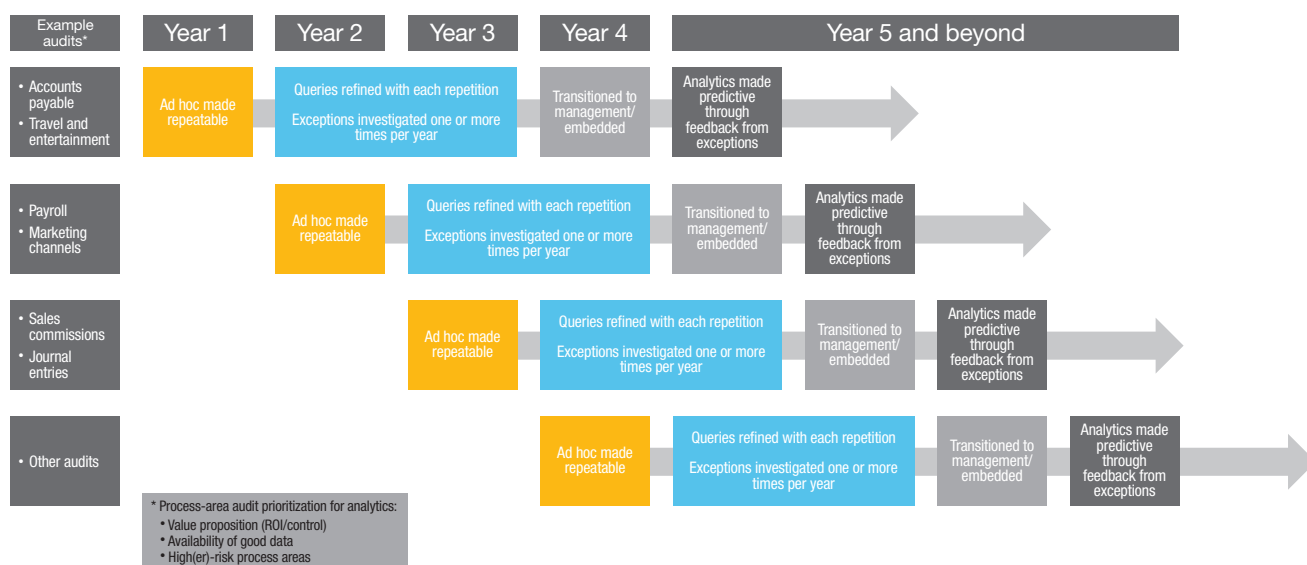 Example
audits*
Year 1
Year 2
Year 3
Year 4
Year 5 and beyond
• Accounts
payable
• Travel and
entertainment
Ad hoc made
repeatable
Queries refined with each repetition
Exceptions investigated one or more
times per year
Transitioned to
management/
embedded
Analytics made
predictive
through
feedback from
exceptions
• Payroll
• Marketing
channels
Ad hoc made
repeatable
Queries refined with each repetition
Exceptions investigated one or more
times per year
Transitioned to
management/
embedded
Analytics made
predictive
through
feedback from
exceptions
• Sales
commissions
• Journal
entries
Ad hoc made
repeatable
Queries refined with each repetition
Exceptions investigated one or more
times per year
Transitioned to
management/
embedded
Analytics made
predictive
through
feedback from
exceptions
• Other audits
Ad hoc made
repeatable
Queries refined with each repetition
Exceptions investigated one or more
times per year
Transitioned to
management/
embedded
Analytics made
predictive
through
feedback from
exceptions
* Process-area audit prioritization for analytics:
• Value proposition (ROI/control)
• Availability of good data
• High(er)-risk process areas